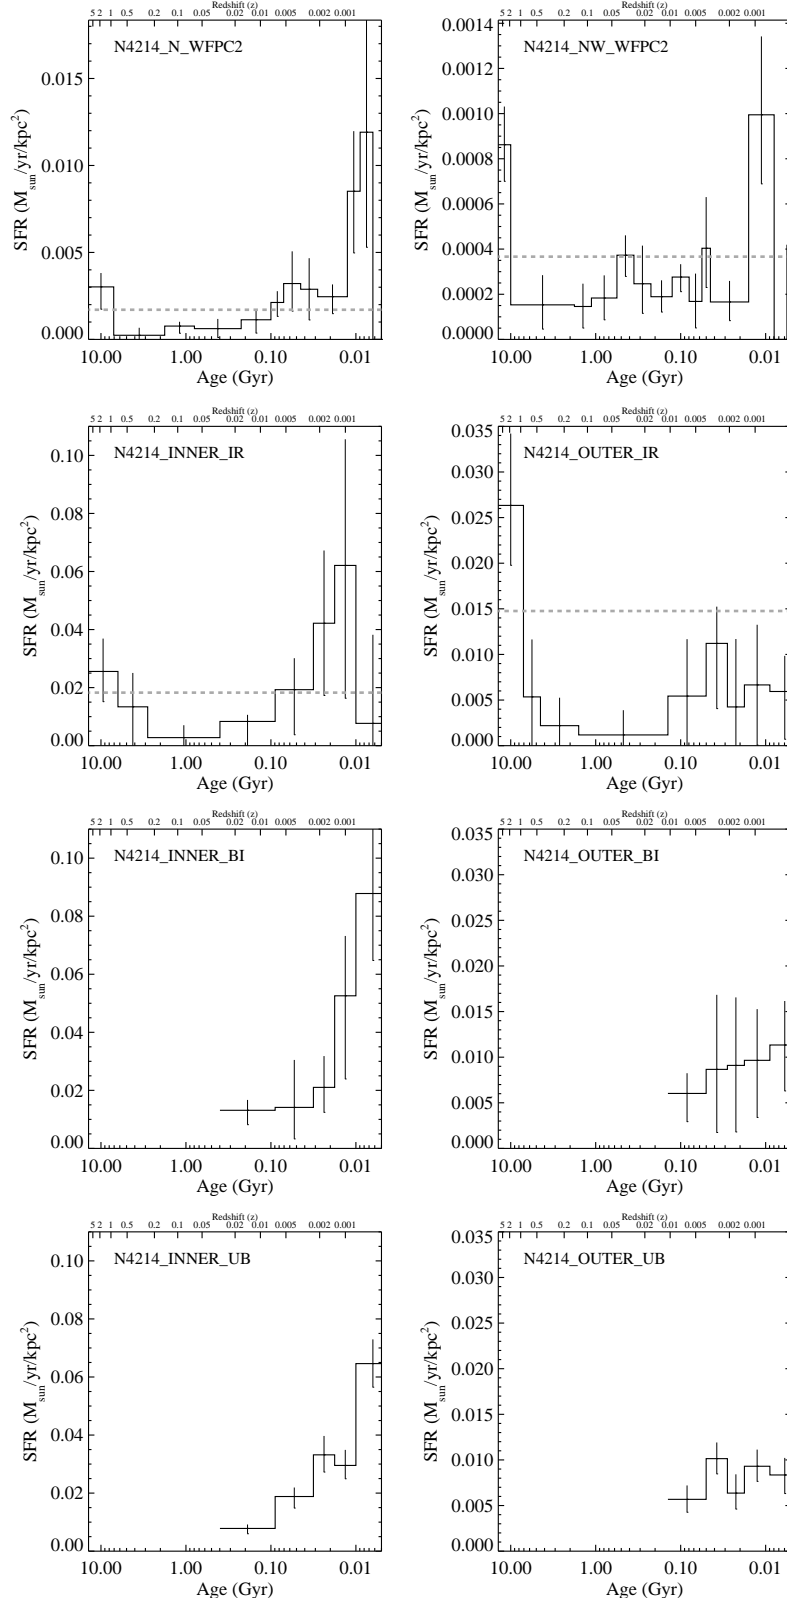 Redshift (z)
5 2 1 0.5 0.2 0.1 0.05 0.02 0.01 0.005 0.002 0.001
N4214_N_WFPC2
0.015
0.010
0.005
0.000
SFR (Msun/yr/kpc2)
10.00 1.00 0.10 0.01
Age (Gyr)
Redshift (z)
5 2 1 0.5 0.2 0.1 0.05 0.02 0.01 0.005 0.002 0.001
N4214_NW_WFPC2
0.0014
0.0012
0.0010
0.0008
0.0006
0.0004
0.0002
0.0000
SFR (Msun/yr/kpc2)
10.00 1.00 0.10 0.01
Age (Gyr)
Redshift (z)
5 2 1 0.5 0.2 0.1 0.05 0.02 0.01 0.005 0.002 0.001
N4214_INNER_IR
0.10
0.08
0.06
0.04
0.02
0.00
SFR (Msun/yr/kpc2)
10.00 1.00 0.10 0.01
Age (Gyr)
Redshift (z)
5 2 1 0.5 0.2 0.1 0.05 0.02 0.01 0.005 0.002 0.001
N4214_OUTER_IR
0.035
0.030
0.025
0.020
0.015
0.010
0.005
0.000
SFR (Msun/yr/kpc2)
10.00 1.00 0.10 0.01
Age (Gyr)
Redshift (z)
5 2 1 0.5 0.2 0.1 0.05 0.02 0.01 0.005 0.002 0.001
N4214_INNER_BI
0.10
0.08
0.06
0.04
0.02
0.00
SFR (Msun/yr/kpc2)
10.00 1.00 0.10 0.01
Age (Gyr)
Redshift (z)
5 2 1 0.5 0.2 0.1 0.05 0.02 0.01 0.005 0.002 0.001
N4214_OUTER_BI
0.035
0.030
0.025
0.020
0.015
0.010
0.005
0.000
SFR (Msun/yr/kpc2)
10.00 1.00 0.10 0.01
Age (Gyr)
Redshift (z)
5 2 1 0.5 0.2 0.1 0.05 0.02 0.01 0.005 0.002 0.001
N4214_INNER_UB
0.10
0.08
0.06
0.04
0.02
0.00
SFR (Msun/yr/kpc2)
10.00 1.00 0.10 0.01
Age (Gyr)
Redshift (z)
5 2 1 0.5 0.2 0.1 0.05 0.02 0.01 0.005 0.002 0.001
N4214_OUTER_UB
0.035
0.030
0.025
0.020
0.015
0.010
0.005
0.000
SFR (Msun/yr/kpc2)
10.00 1.00 0.10 0.01
Age (Gyr)